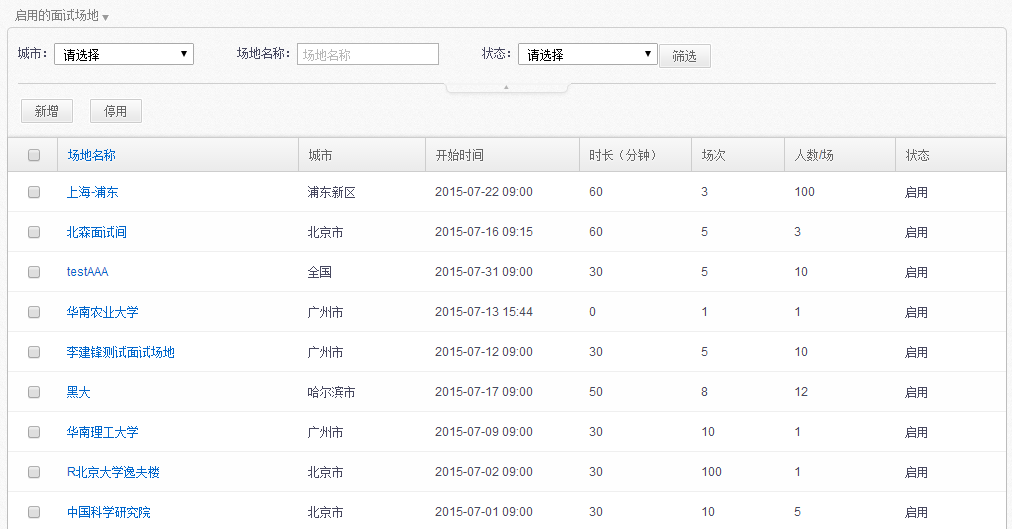 启用的面试场地
城市： 请选择 场地名称： 场地名称 状态： 请选择 筛选
新增 停用
场地名称 城市 开始时间 时长（分钟） 场次 人数/场 状态
上海-浦东 浦东新区 2015-07-22 09:00 60 3 100 启用
北森面试间 北京市 2015-07-16 09:15 60 5 3 启用
testAAA 全国 2015-07-31 09:00 30 5 10 启用
华南农业大学 广州市 2015-07-13 15:44 0 1 1 启用
李建锋测试面试场地 广州市 2015-07-12 09:00 30 5 10 启用
黑大 哈尔滨市 2015-07-17 09:00 50 8 12 启用
华南理工大学 广州市 2015-07-09 09:00 30 10 1 启用
R北京大学逸夫楼 北京市 2015-07-02 09:00 30 100 1 启用
中国科学研究院 北京市 2015-07-01 09:00 30 10 5 启用